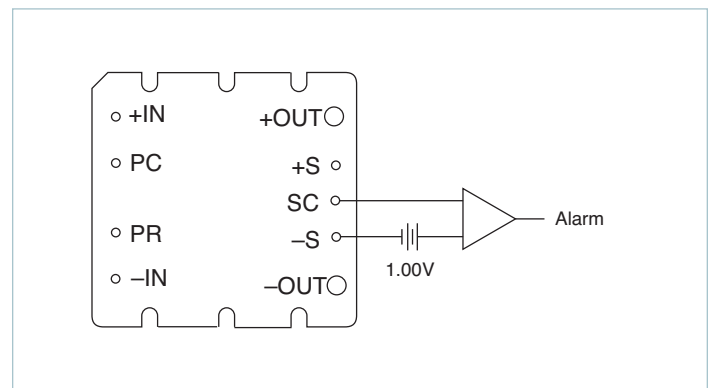 +IN
+OUT
PC
+S
SC
PR
–S
Alarm
1.00V
–IN
–OUT